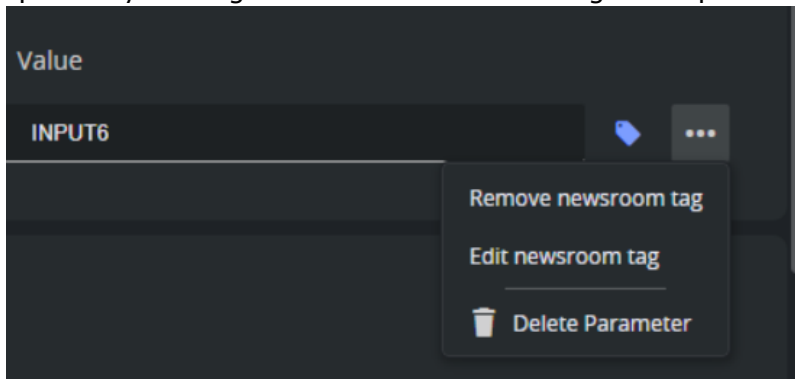 Value
INPUT6
Remove newsroom tag
Edit newsroom tag
Delete Parameter